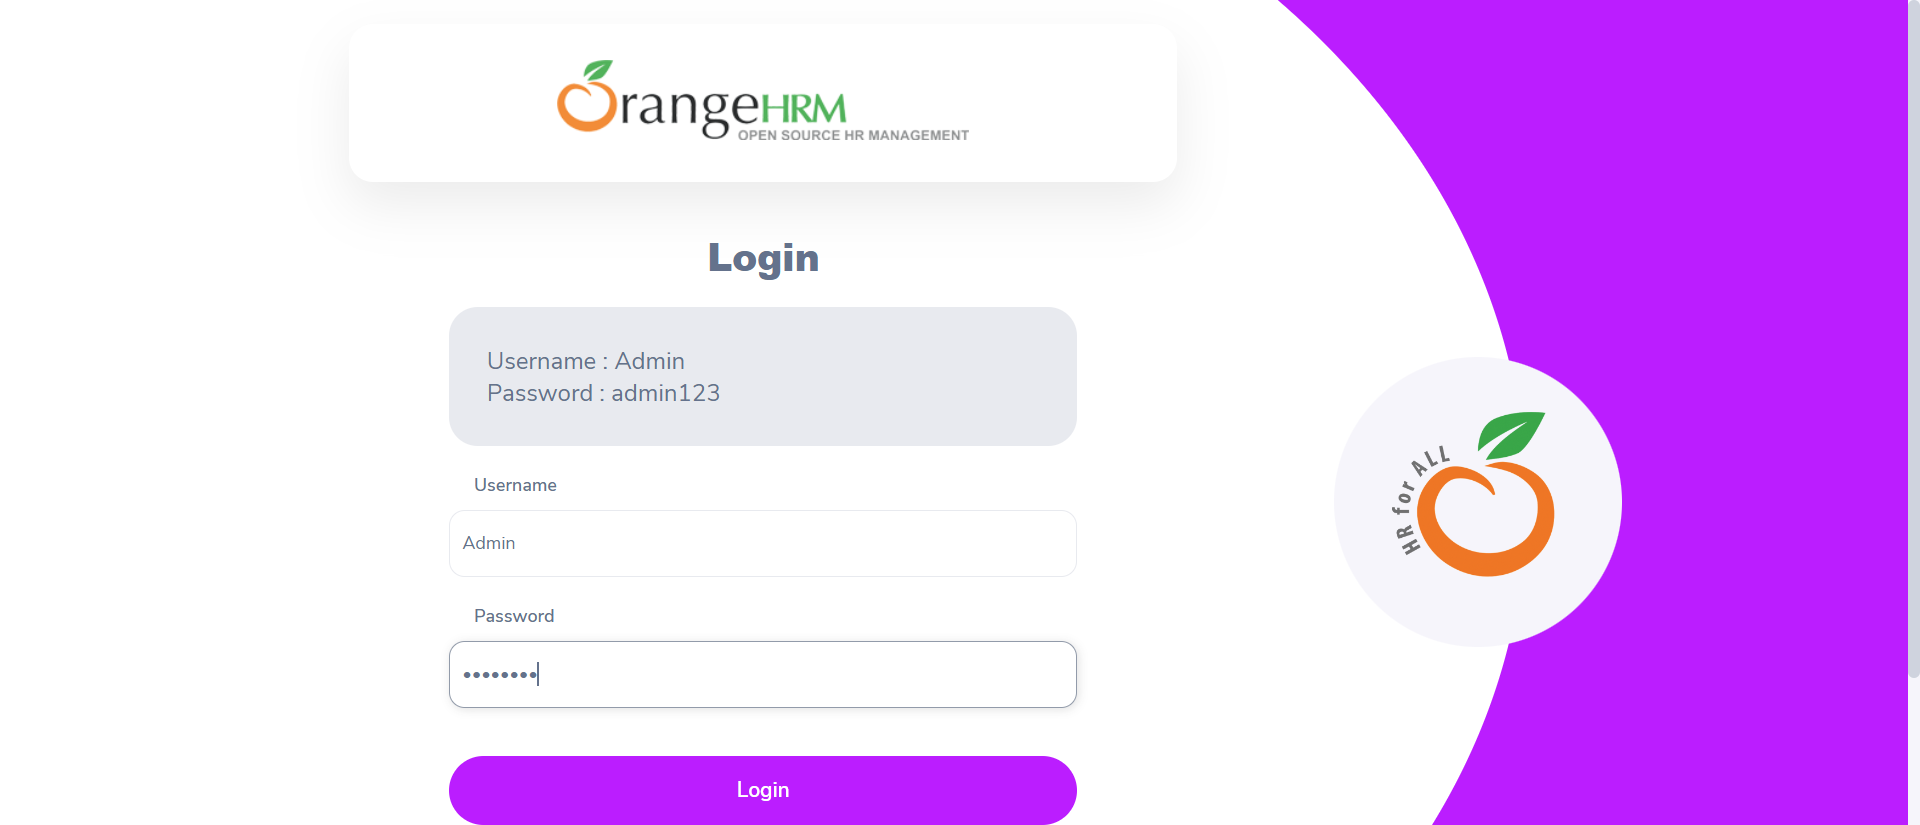 OrangeHRM
OPEN SOURCE HR MANAGEMENT
Login
Username : Admin
Password : admin123
Username
Admin
Password
••••••••
Login
HR for ALL